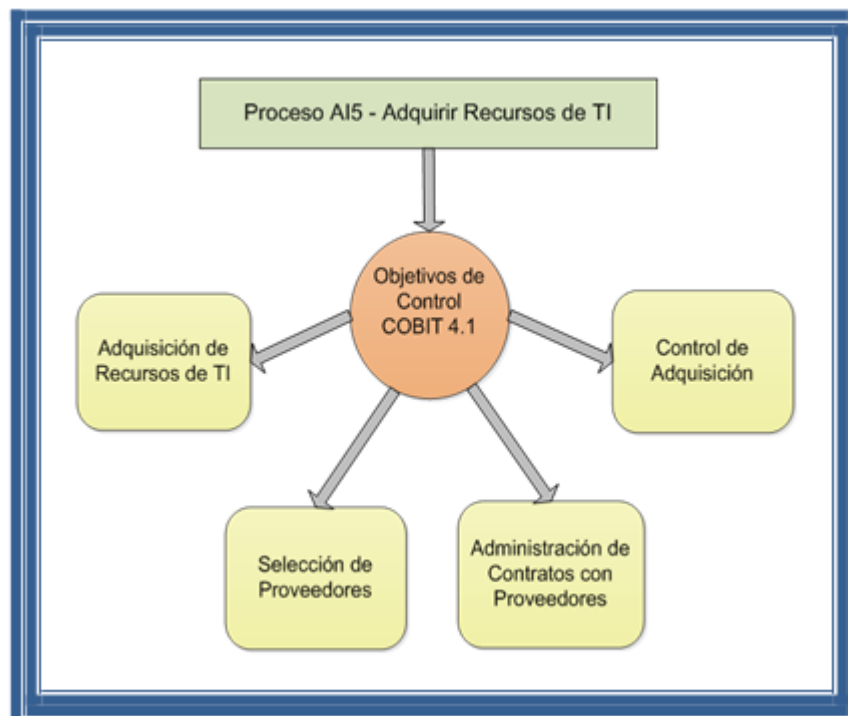 Proceso AI5 - Adquirir Recursos de TI
Objetivos de
Control
COBIT 4.1
Adquisición de
Recursos de TI
Control de
Adquisición
Selección de
Proveedores
Administración de
Contratos con
Proveedores